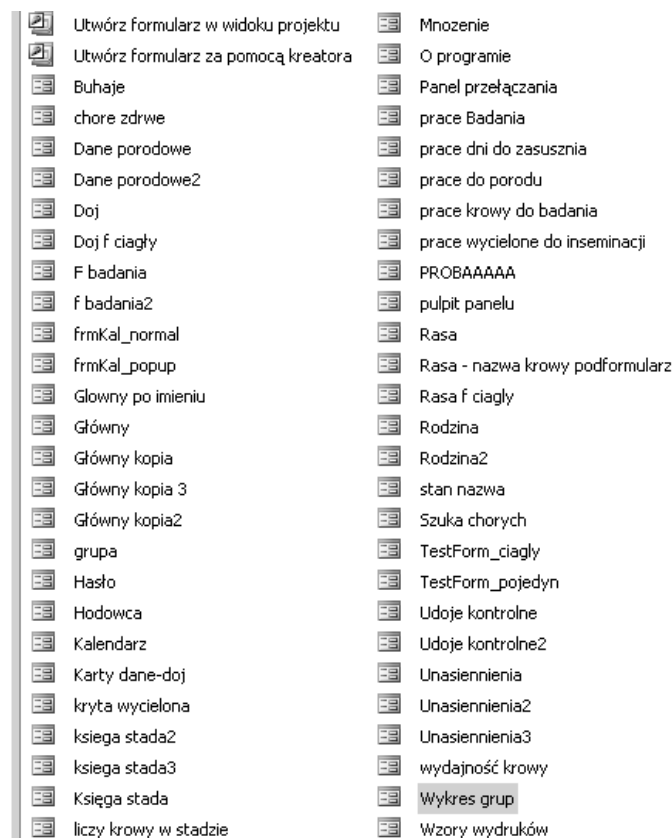 Utwórz formularz w widoku projektu
Utwórz formularz za pomocą kreatora
Buhaje
chore zdrwe
Dane porodowe
Dane porodowe2
Doj
Doj f ciągły
F badania
f badania2
frmKal_normal
frmKal_popup
Glowny po imieniu
Główny
Główny kopia
Główny kopia 3
Główny kopia2
grupa
Hasło
Hodowca
Kalendarz
Karty dane-doj
kryta wycielona
ksiega stada2
ksiega stada3
Księga stada
liczy krowy w stadzie
Mnozenie
O programie
Panel przełączania
prace Badania
prace dni do zasusznia
prace do porodu
prace krowy do badania
prace wycielone do inseminacji
PROBAAAAA
pulpit panelu
Rasa
Rasa - nazwa krowy podformularz
Rasa f ciagly
Rodzina
Rodzina2
stan nazwa
Szuka chorych
TestForm_ciagly
TestForm_pojedyn
Udoje kontrolne
Udoje kontrolne2
Unasiennienia
Unasiennienia2
Unasiennienia3
wydajność krowy
Wykres grup
Wzory wydruków